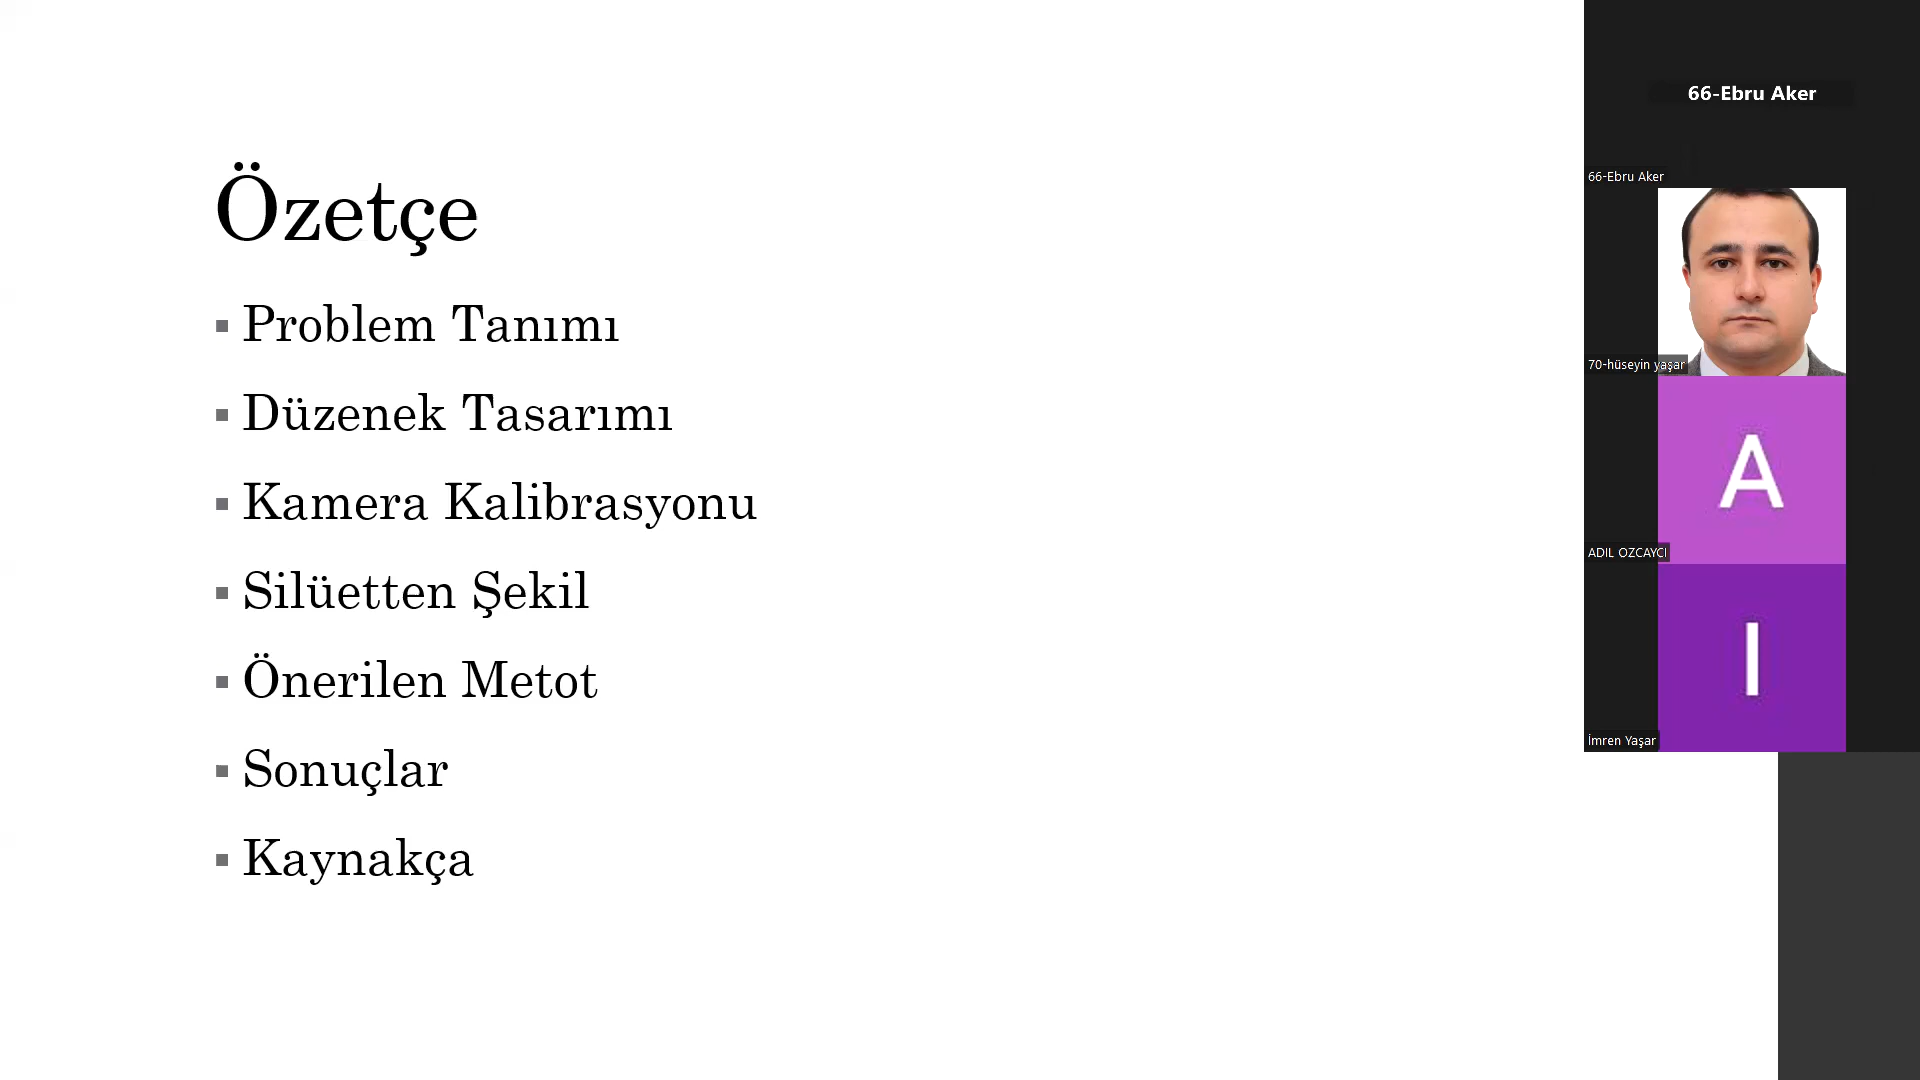 Özetçe
Problem Tanımı
Düzenek Tasarımı
Kamera Kalibrasyonu
Silüetten Şekil
Önerilen Metot
Sonuçlar
Kaynakça
66-Ebru Aker
66-Ebru Aker
70-hüseyin yaşar
A
ADIL OZCAYCI
I
İmren Yaşar